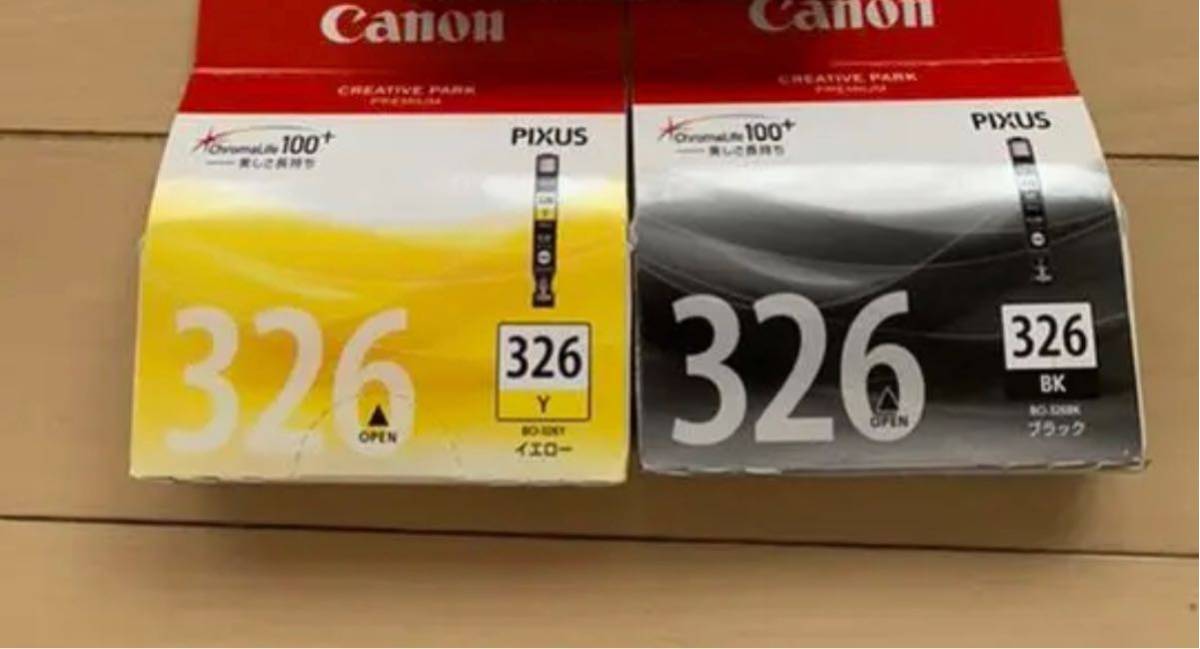 Canon
CREATIVE PARK
PREMIUM
ChromaLife100+
美しさ長持ち
PIXUS
326
OPEN
326
Y
BCI-326Y
イエロー
Canon
CREATIVE PARK
PREMIUM
ChromaLife100+
美しさ長持ち
PIXUS
326
OPEN
326
BK
BCI-326BK
ブラック